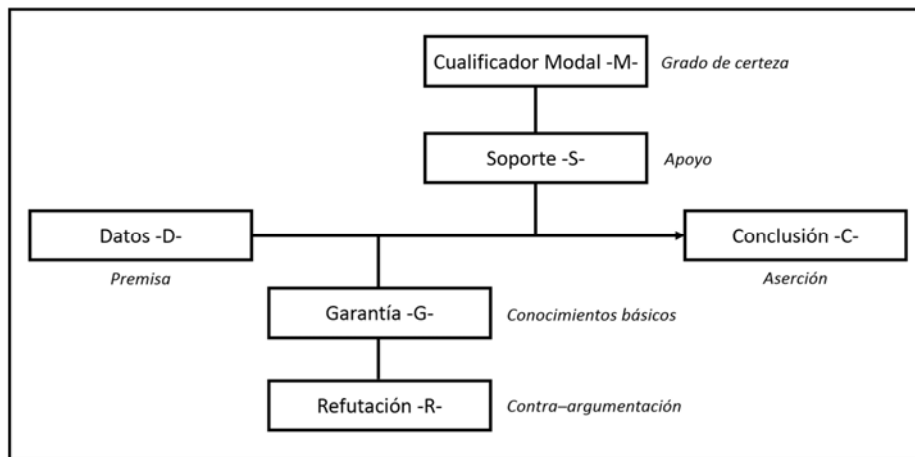 Cualificador Modal -M-
Grado de certeza
Soporte -S-
Apoyo
Datos -D-
Conclusión -C-
Premisa
Aserción
Garantía -G-
Conocimientos básicos
Refutación -R-
Contra–argumentación